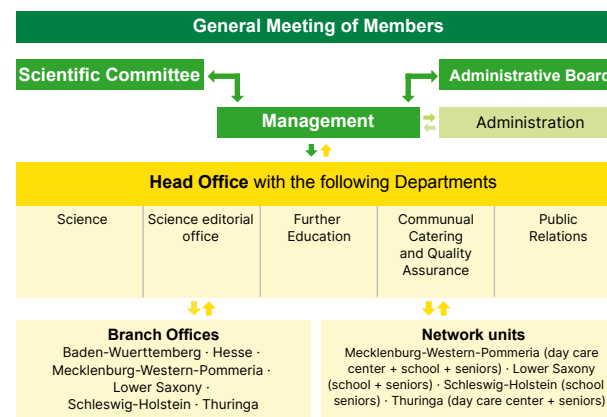 General Meeting of Members
Scientific Committee
Administrative Board
Management
Administration
Head Office with the following Departments
Science
Science editorial
office
Further
Education
Communual
Catering
and Quality
Assurance
Public
Relations
Branch Offices
Baden-Wuerttemberg · Hesse ·
Mecklenburg-Western-Pommeria ·
Lower Saxony ·
Schleswig-Holstein · Thuringa
Network units
Mecklenburg-Western-Pommeria (day care
center + school + seniors) · Lower Saxony
(school + seniors) · Schleswig-Holstein (school
seniors) · Thuringa (day care center + seniors)